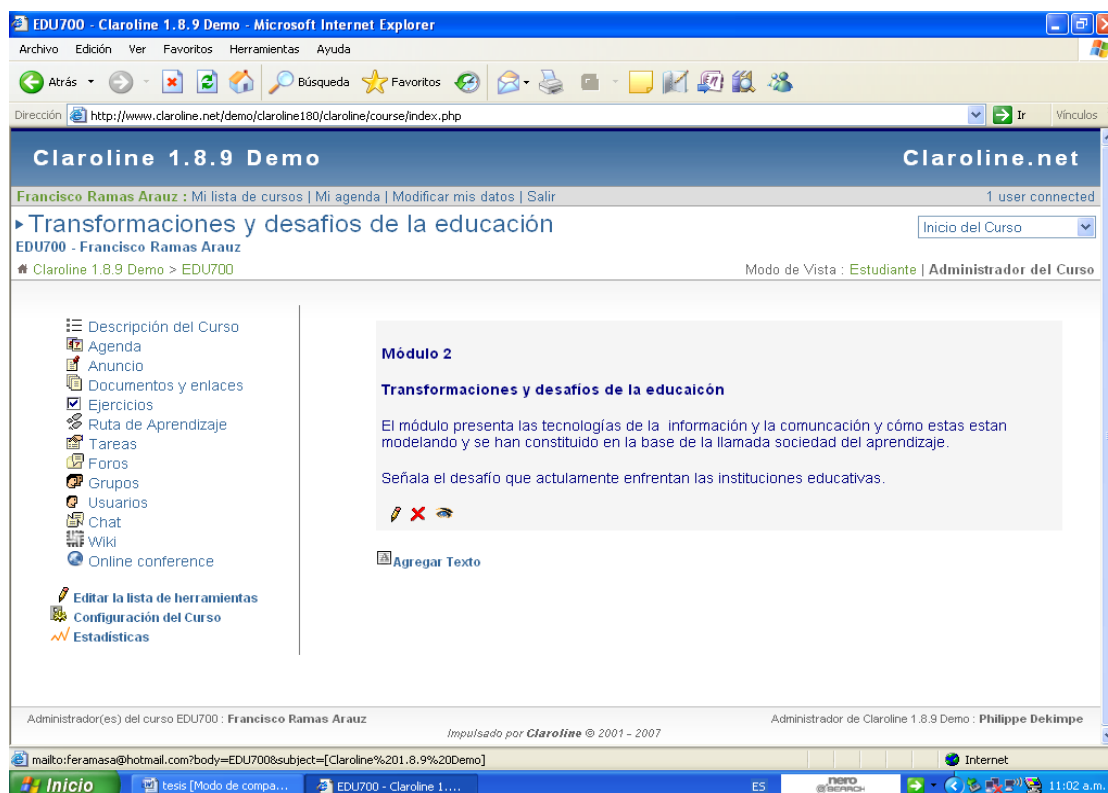 EDU700 - Claroline 1.8.9 Demo - Microsoft Internet Explorer
Archivo Edición Ver Favoritos Herramientas Ayuda
Atrás Búsqueda Favoritos
Dirección http://www.claroline.net/demo/claroline180/claroline/course/index.php Ir Vínculos
Claroline 1.8.9 Demo Claroline.net
Francisco Ramas Arauz : Mi lista de cursos | Mi agenda | Modificar mis datos | Salir 1 user connected
Transformaciones y desafios de la educación Inicio del Curso
EDU700 - Francisco Ramas Arauz
Claroline 1.8.9 Demo > EDU700 Modo de Vista : Estudiante | Administrador del Curso
Descripción del Curso
Agenda
Anuncio
Documentos y enlaces
Ejercicios
Ruta de Aprendizaje
Tareas
Foros
Grupos
Usuarios
Chat
Wiki
Online conference
Editar la lista de herramientas
Configuración del Curso
Estadísticas
Módulo 2
Transformaciones y desafíos de la educaicón
El módulo presenta las tecnologías de la información y la comuncación y cómo estas estan
modelando y se han constituido en la base de la llamada sociedad del aprendizaje.
Señala el desafío que actulamente enfrentan las instituciones educativas.
Agregar Texto
Administrador(es) del curso EDU700 : Francisco Ramas Arauz Administrador de Claroline 1.8.9 Demo : Philippe Dekimpe
Impulsado por Claroline © 2001 - 2007
mailto:feramasa@hotmail.com?body=EDU700&subject=[Claroline%201.8.9%20Demo] Internet
Inicio tesis [Modo de compa... EDU700 - Claroline 1.... ES nero SEARCH 11:02 a.m.